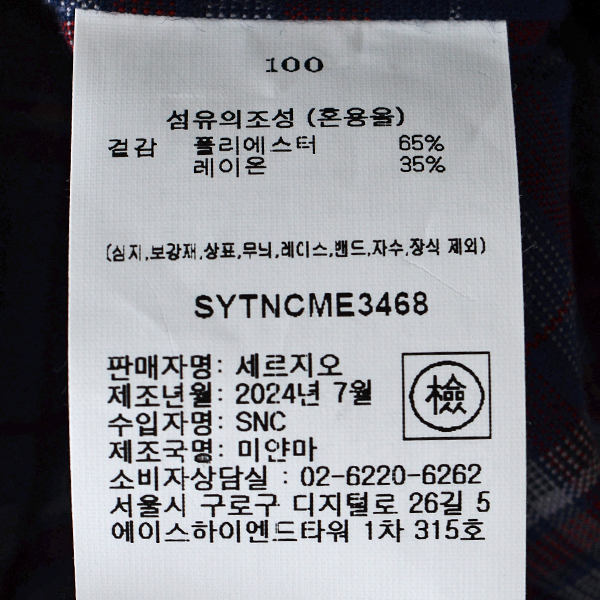 100
섬유의조성 (혼용율)
겉감 폴리에스터 65%
레이온 35%
(심지,보강재,상표,무늬,레이스,밴드,자수,장식 제외)
SYTNCME3468
판매자명: 세르지오
제조년월: 2024년 7월
檢
수입자명: SNC
제조국명: 미얀마
소비자상담실 : 02-6220-6262
서울시 구로구 디지털로 26길 5
에이스하이엔드타워 1차 315호